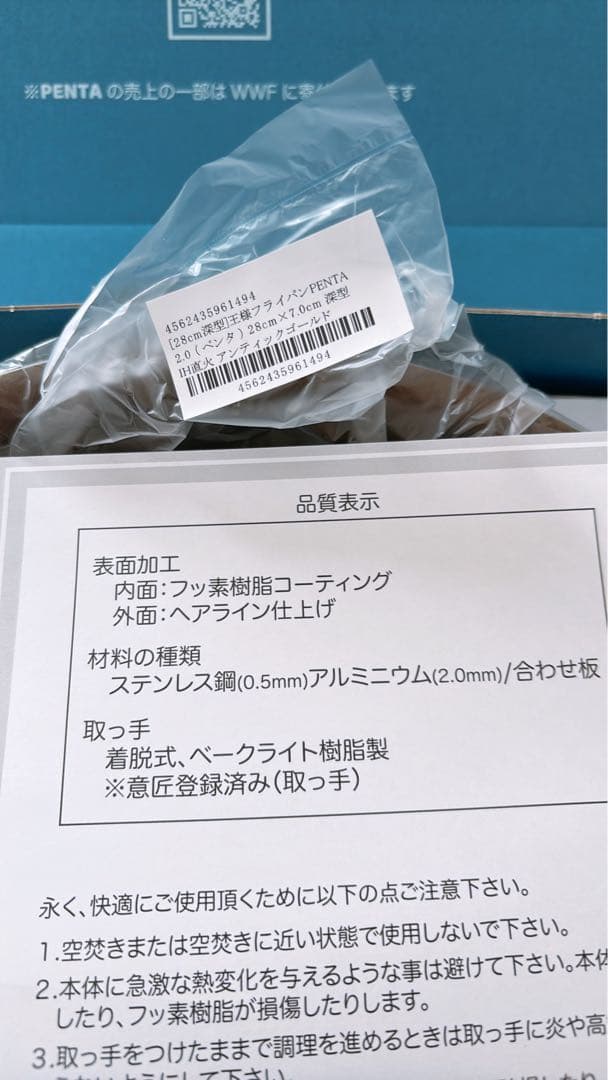 ※PENTA の売上の一部は WWF に寄 ます
4562435961494
[28cm深型]王様フライパンPENTA
2.0（ペンタ）28cm×7.0cm 深型
IH直火 アンティックゴールド
4562435961494
品質表示
表面加工
内面：フッ素樹脂コーティング
外面：ヘアライン仕上げ
材料の種類
ステンレス鋼(0.5mm)アルミニウム(2.0mm)/合わせ板
取っ手
着脱式、ベークライト樹脂製
※意匠登録済み（取っ手）
永く、快適にご使用頂くために以下の点ご注意下さい。
1.空焚きまたは空焚きに近い状態で使用しないで下さい。
2.本体に急激な熱変化を与えるような事は避けて下さい。本体
したり、フッ素樹脂が損傷したりします。
3.取っ手をつけたままで調理を進めるときは取っ手に炎や高
らないようにして下さい。